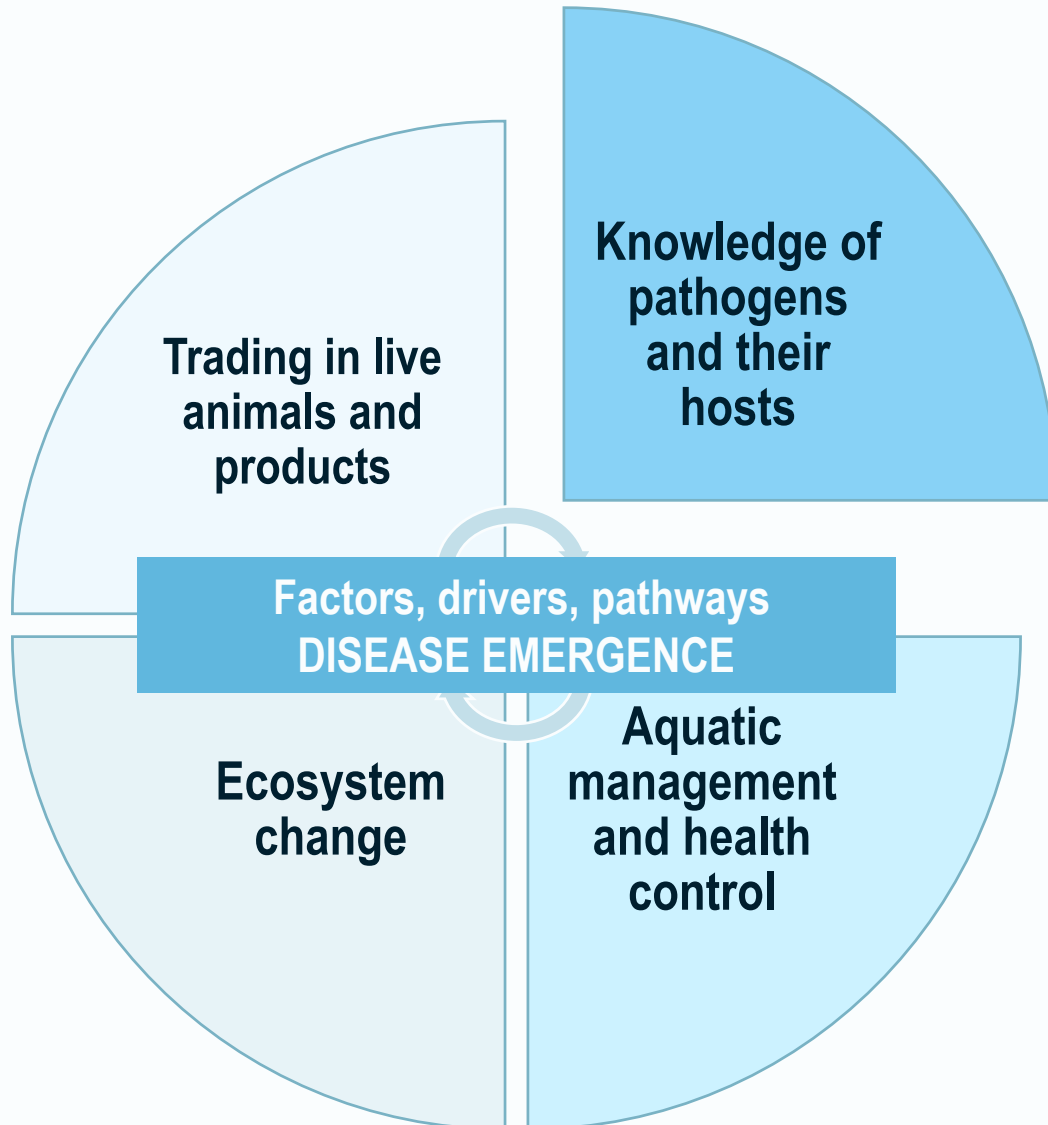 Knowledge of
pathogens
and their
hosts
Trading in live
animals and
products
Factors, drivers, pathways
DISEASE EMERGENCE
Ecosystem
change
Aquatic
management
and health
control